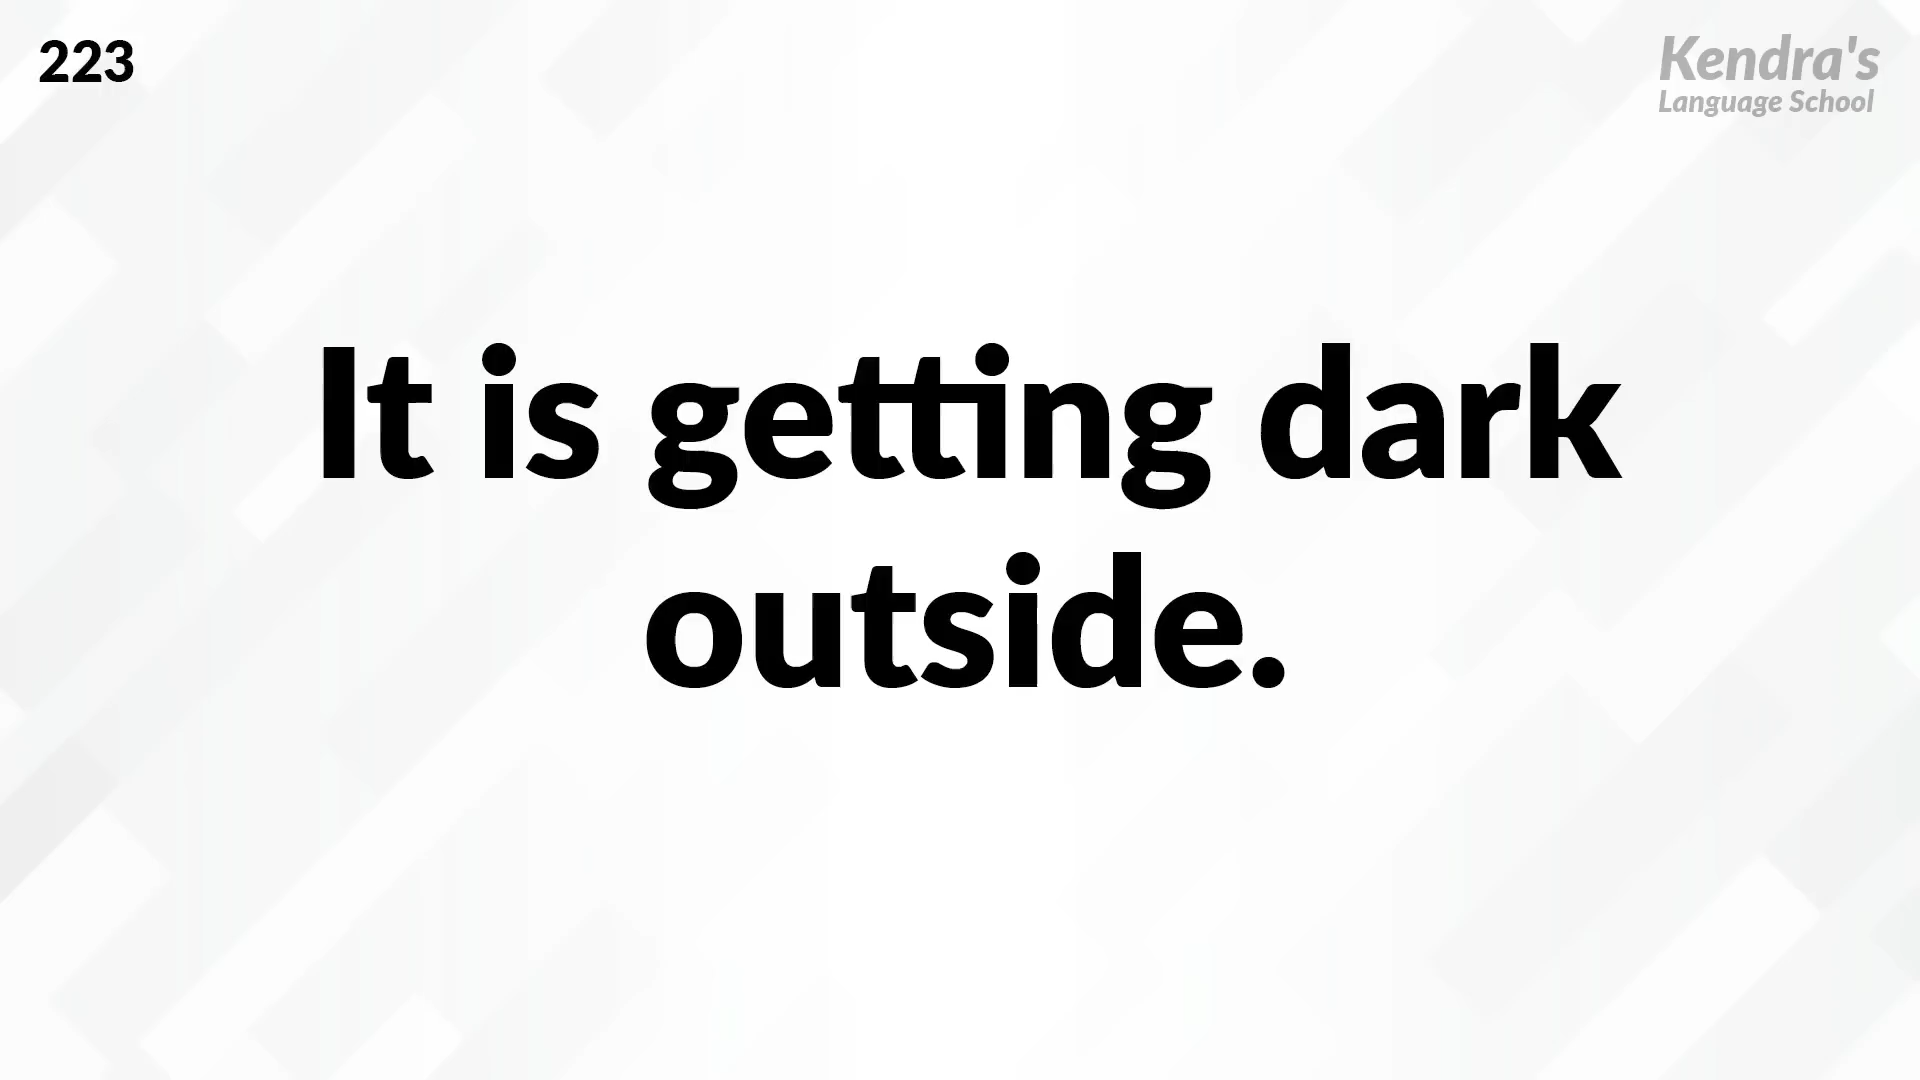 223
Kendra's
Language School
It is getting dark
outside.